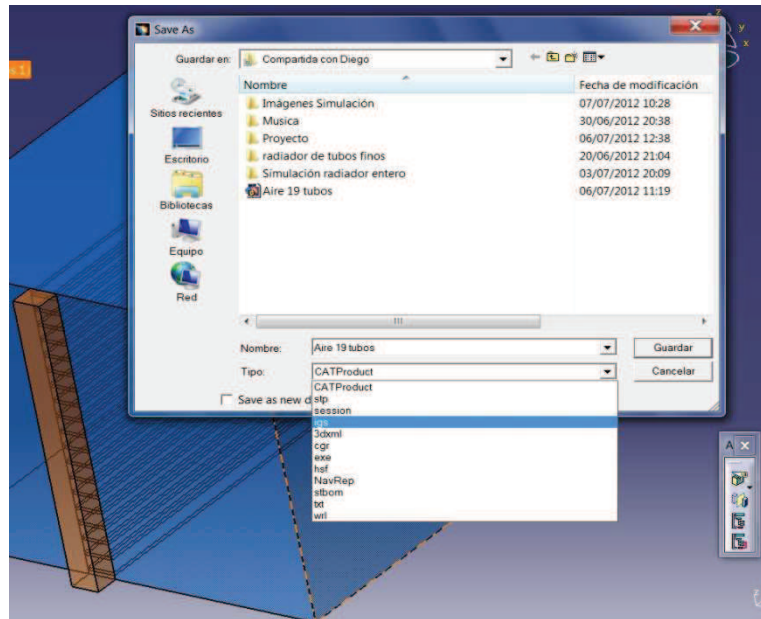 Save As
Guardar en:
Compartida con Diego
Nombre
Fecha de modificación
Imágenes Simulación 07/07/2012 10:28
Musica 30/06/2012 20:38
Proyecto 06/07/2012 12:38
radiador de tubos finos 20/06/2012 21:04
Simulación radiador entero 03/07/2012 20:09
Aire 19 tubos 06/07/2012 11:19
Sitios recientes
Escritorio
Bibliotecas
Equipo
Red
Nombre: Aire 19 tubos Guardar
Tipo: CATProduct Cancelar
Save as new d
CATProduct
stp
session
igs
3dxml
cgr
exe
hsf
NavRep
stbom
txt
wrl
z
y
x
A